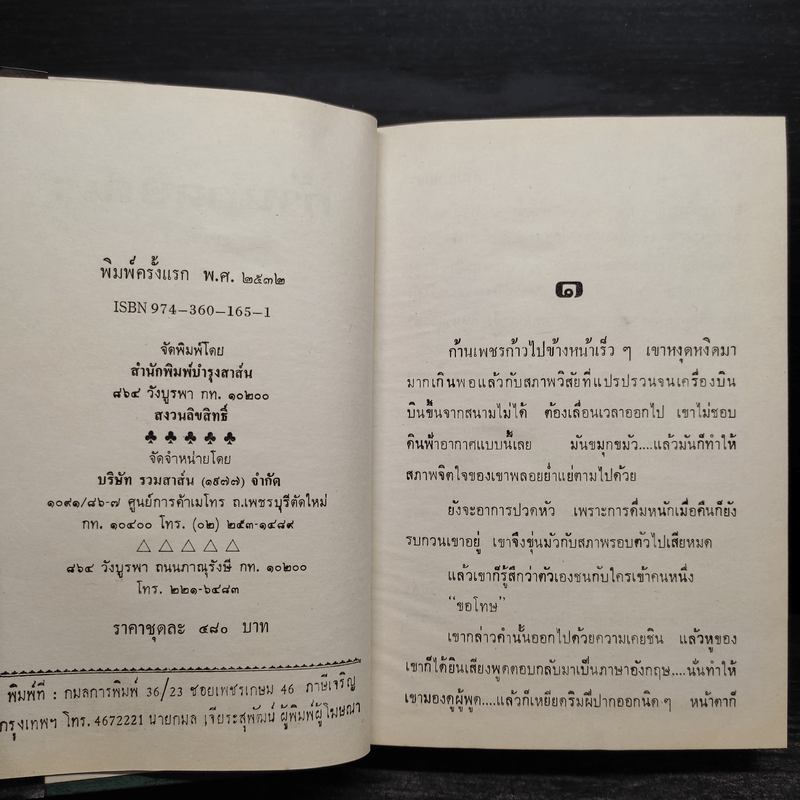 พิมพ์ครั้งแรก พ.ศ. ๒๕๓๒
ISBN 974-360-165-1
จัดพิมพ์โดย
สำนักพิมพ์บำรุงสาส์น
๘๖๔ วังบูรพา กท. ๑๐๒๐๐
สงวนลิขสิทธิ์
♣ ♣ ♣ ♣ ♣
จัดจำหน่ายโดย
บริษัท รวมสาส์น (๑๙๗๗) จำกัด
๑๐๙๑/๘๖-๗ ศูนย์การค้าเมโทร ถ.เพชรบุรีตัดใหม่
กท. ๑๐๔๐๐ โทร. (๐๒) ๒๕๓-๑๔๘๙
△ △ △ △ △
๘๖๔ วังบูรพา ถนนภาณุรังษี กท. ๑๐๒๐๐
โทร. ๒๒๑-๖๔๘๓
ราคาชุดละ ๔๘๐ บาท
พิมพ์ที่ : กมลการพิมพ์ 36/23 ซอยเพชรเกษม 46 ภาษีเจริญ
กรุงเทพฯ โทร. 4672221 นายกมล เจียระสุพัฒน์ ผู้พิมพ์ผู้โฆษณา
๑
ก้านเพชรก้าวไปข้างหน้าเร็ว ๆ เขาหงุดหงิดมา
มากเกินพอแล้วกับสภาพวิสัยที่แปรปรวนจนเครื่องบิน
บินขึ้นจากสนามไม่ได้ ต้องเลื่อนเวลาออกไป เขาไม่ชอบ
ดินฟ้าอากาศแบบนี้เลย มันขมุกขมัว....แล้วมันก็ทำให้
สภาพจิตใจของเขาพลอยย่ำแย่ตามไปด้วย
ยังจะอาการปวดหัว เพราะการดื่มหนักเมื่อคืนก็ยัง
รบกวนเขาอยู่ เขาจึงขุ่นมัวกับสภาพรอบตัวไปเสียหมด
แล้วเขาก็รู้สึกว่าตัวเองชนกับใครเข้าคนหนึ่ง
“ขอโทษ”
เขากล่าวคำนั้นออกไปด้วยความเคยชิน แล้วหูของ
เขาก็ได้ยินเสียงพูดตอบกลับมาเป็นภาษาอังกฤษ....นั่นทำให้
เขามองดูผู้พูด....แล้วก็เหยียดริมฝีปากออกนิด ๆ หน้าตาก็